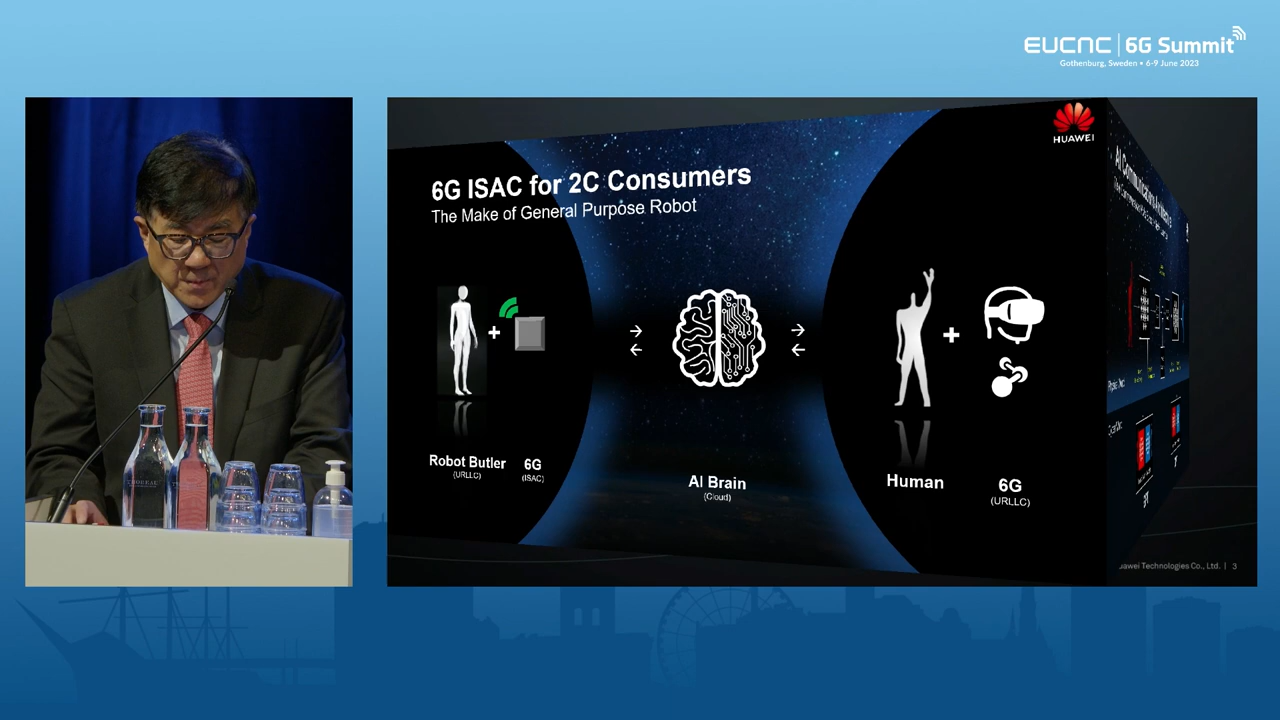 EUCNC | 6G Summit
Gothenburg, Sweden • 6-9 June 2023
HUAWEI
6G ISAC for 2C Consumers
The Make of General Purpose Robot
Robot Butler
(URLLC)
6G
(ISAC)
AI Brain
(Cloud)
Human
6G
(URLLC)
Technologies Co., Ltd. | 3